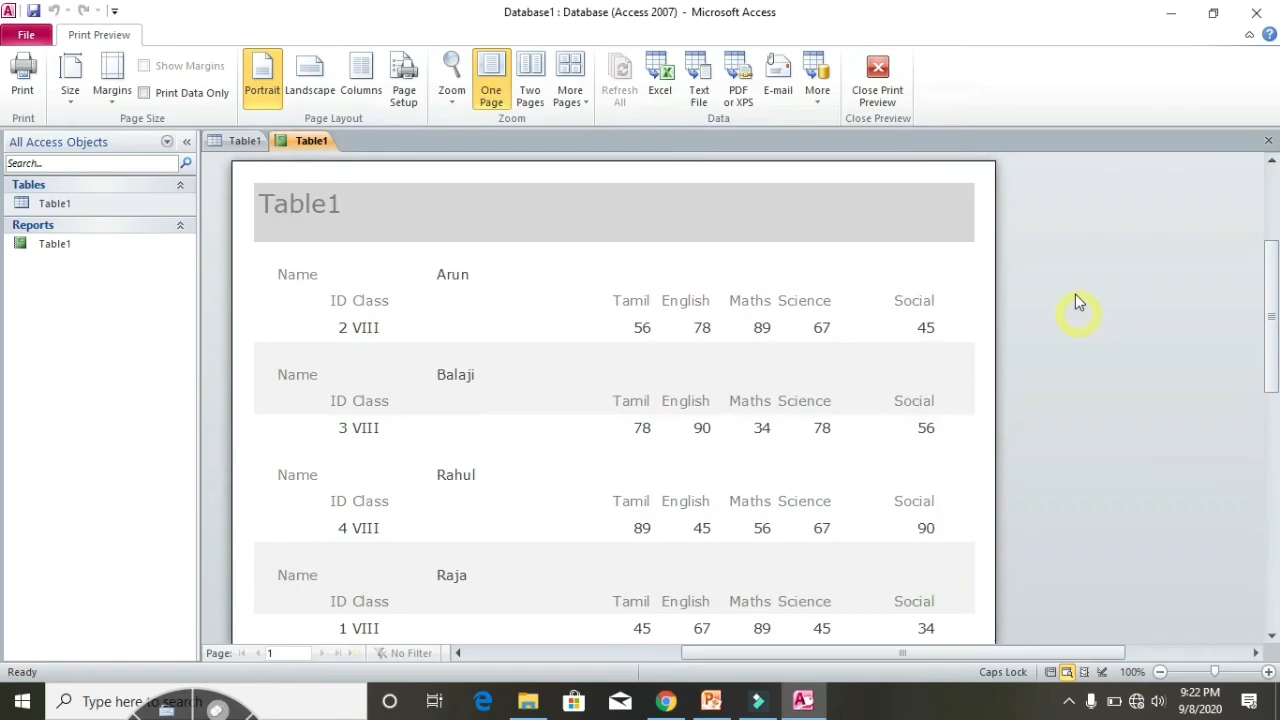 Database1 : Database (Access 2007) - Microsoft Access
File Print Preview
Print Size Margins Show Margins Print Data Only Portrait Landscape Columns Page Setup Zoom One Page Two Pages More Pages Refresh All Excel Text File PDF or XPS E-mail More Close Print Preview
Print Page Size Page Layout Zoom Data Close Preview
All Access Objects Table1 Table1
Search...
Tables
Table1
Reports
Table1
Table1
Name Arun
ID Class Tamil English Maths Science Social
2 VIII 56 78 89 67 45
Name Balaji
ID Class Tamil English Maths Science Social
3 VIII 78 90 34 78 56
Name Rahul
ID Class Tamil English Maths Science Social
4 VIII 89 45 56 67 90
Name Raja
ID Class Tamil English Maths Science Social
1 VIII 45 67 89 45 34
Page: 1 No Filter
Ready Caps Lock 100%
Type here to search 9:22 PM
9/8/2020